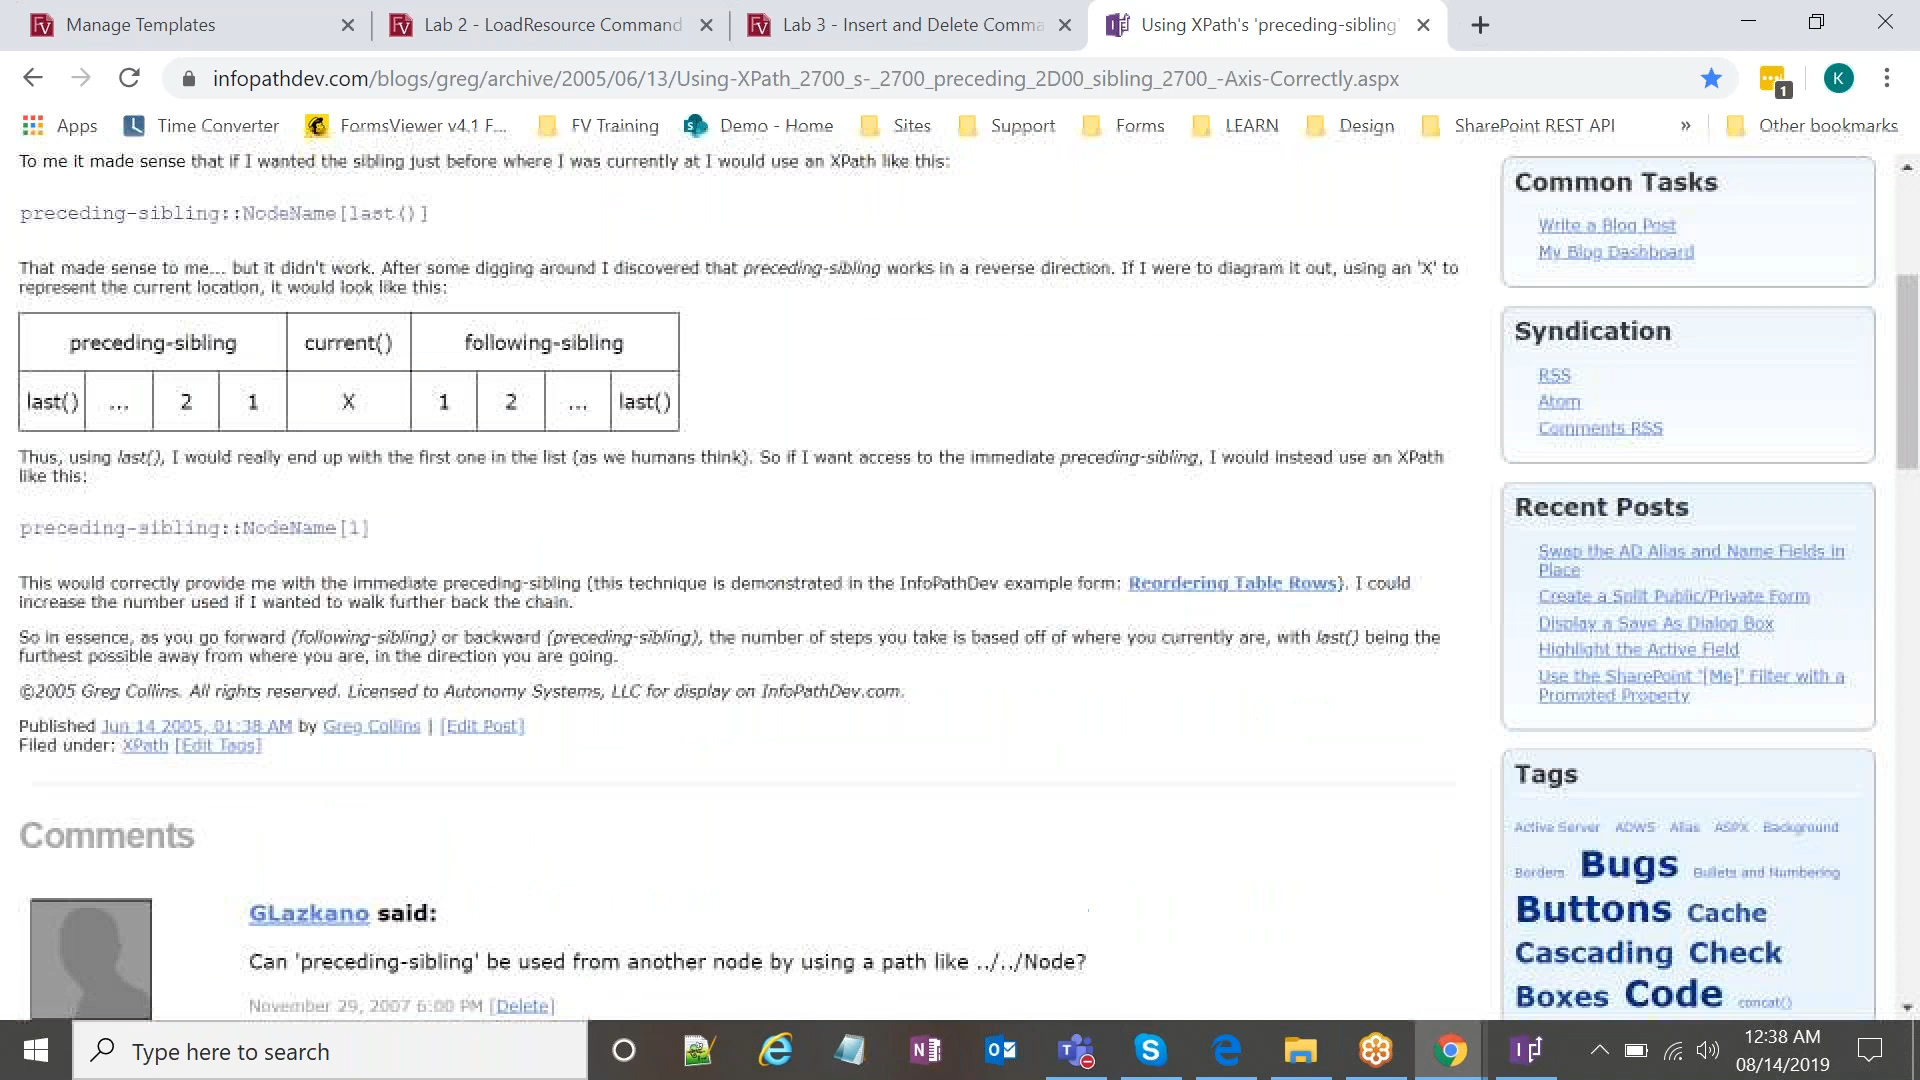 Manage Templates
Lab 2 - LoadResource Command
Lab 3 - Insert and Delete Comma
Using XPath's 'preceding-sibling'
infopathdev.com/blogs/greg/archive/2005/06/13/Using-XPath_2700_s-_2700_preceding_2D00_sibling_2700_-Axis-Correctly.aspx
1
K
Apps
Time Converter
FormsViewer v4.1 F...
FV Training
Demo - Home
Sites
Support
Forms
LEARN
Design
SharePoint REST API
»
Other bookmarks
To me it made sense that if I wanted the sibling just before where I was currently at I would use an XPath like this:
preceding-sibling::NodeName[last()]
That made sense to me... but it didn't work. After some digging around I discovered that preceding-sibling works in a reverse direction. If I were to diagram it out, using an 'X' to
represent the current location, it would look like this:
preceding-sibling current() following-sibling
last() ... 2 1 X 1 2 ... last()
Thus, using last(), I would really end up with the first one in the list (as we humans think). So if I want access to the immediate preceding-sibling, I would instead use an XPath
like this:
preceding-sibling::NodeName[1]
This would correctly provide me with the immediate preceding-sibling (this technique is demonstrated in the InfoPathDev example form: Reordering Table Rows). I could
increase the number used if I wanted to walk further back the chain.
So in essence, as you go forward (following-sibling) or backward (preceding-sibling), the number of steps you take is based off of where you currently are, with last() being the
furthest possible away from where you are, in the direction you are going.
©2005 Greg Collins. All rights reserved. Licensed to Autonomy Systems, LLC for display on InfoPathDev.com.
Published Jun 14 2005, 01:38 AM by Greg Collins | [Edit Post]
Filed under: XPath [Edit Tags]
Comments
GLazkano said:
Can 'preceding-sibling' be used from another node by using a path like ../../Node?
November 29, 2007 6:00 PM [Delete]
Common Tasks
Write a Blog Post
My Blog Dashboard
Syndication
RSS
Atom
Comments RSS
Recent Posts
Swap the AD Alias and Name Fields in
Place
Create a Split Public/Private Form
Display a Save As Dialog Box
Highlight the Active Field
Use the SharePoint '[Me]' Filter with a
Promoted Property
Tags
Active Server ADWS Alias ASPX Background
Borders Bugs Bullets and Numbering
Buttons Cache
Cascading Check
Boxes Code concat()
Type here to search
12:38 AM
08/14/2019